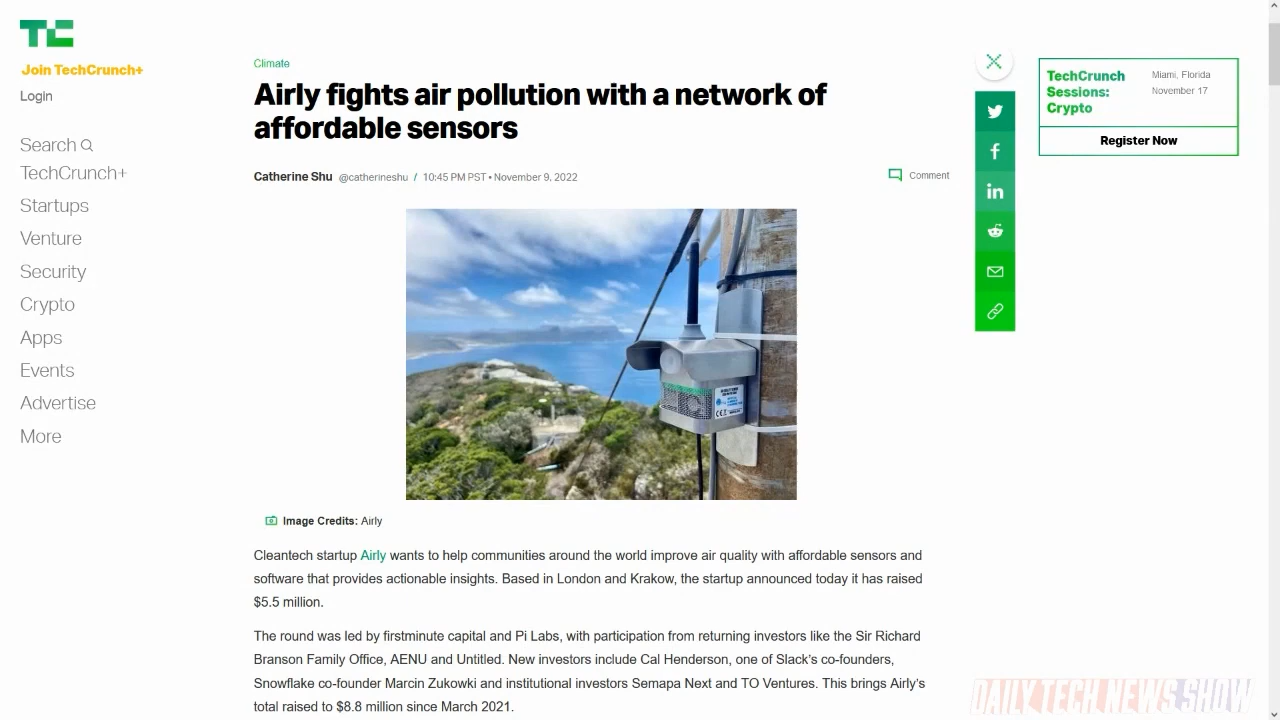 TC
Join TechCrunch+
Login
Search
TechCrunch+
Startups
Venture
Security
Crypto
Apps
Events
Advertise
More
Climate
Airly fights air pollution with a network of
affordable sensors
Catherine Shu @catherineshu / 10:45 PM PST • November 9, 2022
Comment
Image Credits: Airly
Cleantech startup Airly wants to help communities around the world improve air quality with affordable sensors and
software that provides actionable insights. Based in London and Krakow, the startup announced today it has raised
$5.5 million.
The round was led by firstminute capital and Pi Labs, with participation from returning investors like the Sir Richard
Branson Family Office, AENU and Untitled. New investors include Cal Henderson, one of Slack's co-founders,
Snowflake co-founder Marcin Zukowki and institutional investors Semapa Next and TO Ventures. This brings Airly's
total raised to $8.8 million since March 2021.
TechCrunch
Sessions:
Crypto
Miami, Florida
November 17
Register Now
DAILY TECH NEWS SHOW